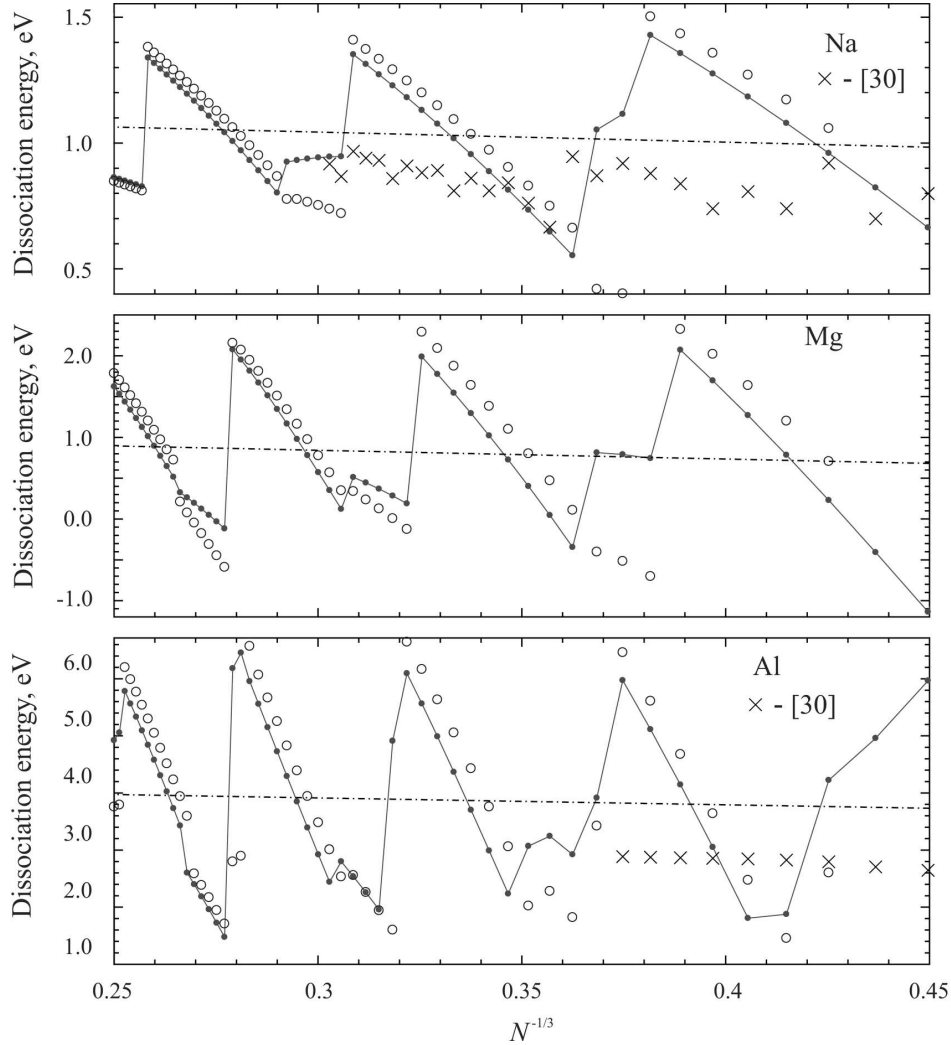 Dissociation energy, eV
1.5
1.0
0.5
Na
× - [30]
Dissociation energy, eV
2.0
1.0
0.0
-1.0
Mg
Dissociation energy, eV
6.0
5.0
4.0
3.0
2.0
1.0
Al
× - [30]
0.25
0.3
0.35
0.4
0.45
N^-1/3